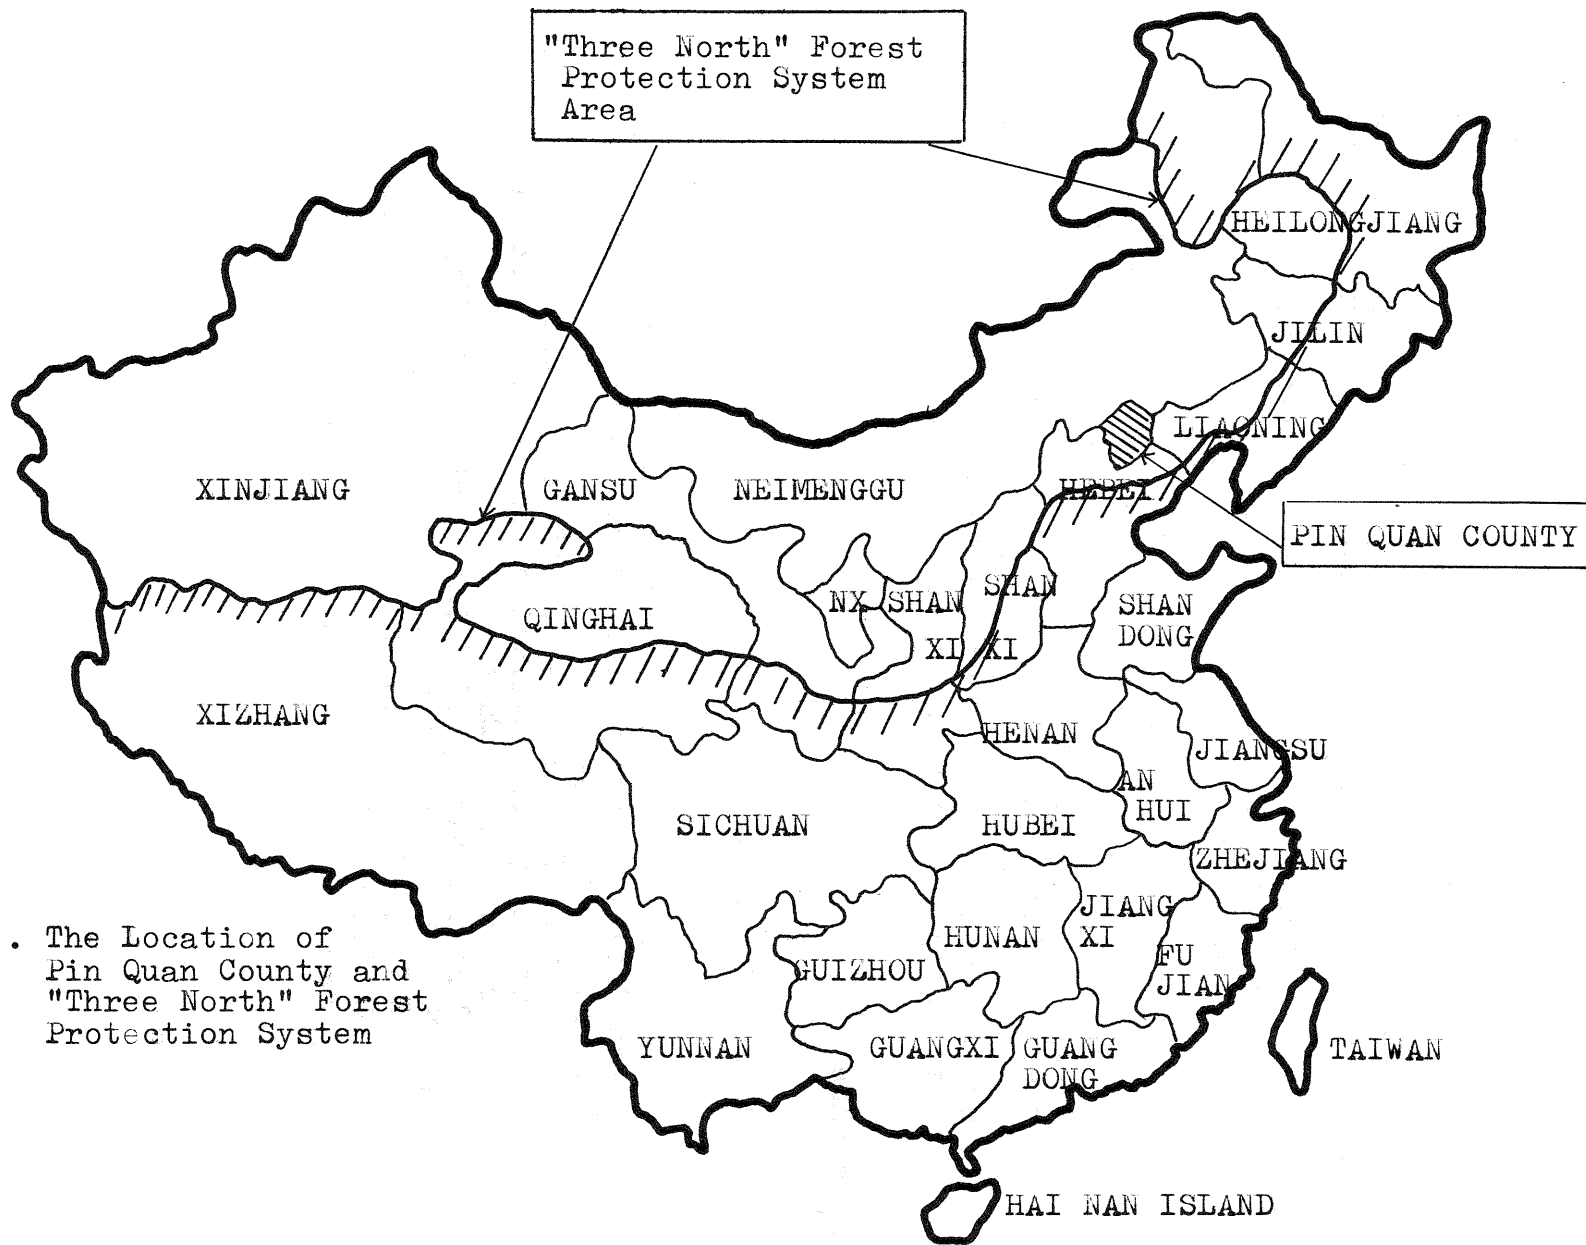 "Three North" Forest
Protection System
Area
HEILONGJIANG
JILIN
LIAONING
XINJIANG
GANSU
NEIMENGGU
HEBEI
PIN QUAN COUNTY
QINGHAI
NX
SHAN
XI
SHAN
XI
SHAN
DONG
XIZHANG
HENAN
JIANGSU
AN
HUI
SICHUAN
HUBEI
ZHEJIANG
JIANG
XI
HUNAN
FU
JIAN
GUIZHOU
. The Location of
Pin Quan County and
"Three North" Forest
Protection System
YUNNAN
GUANGXI
GUANG
DONG
TAIWAN
HAI NAN ISLAND